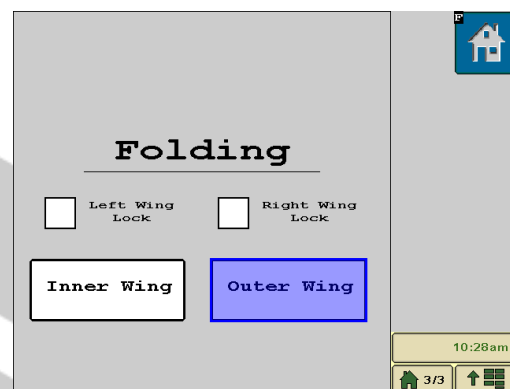 F
Folding
Left Wing
Lock
Right Wing
Lock
Inner Wing
Outer Wing
10:28am
3/3